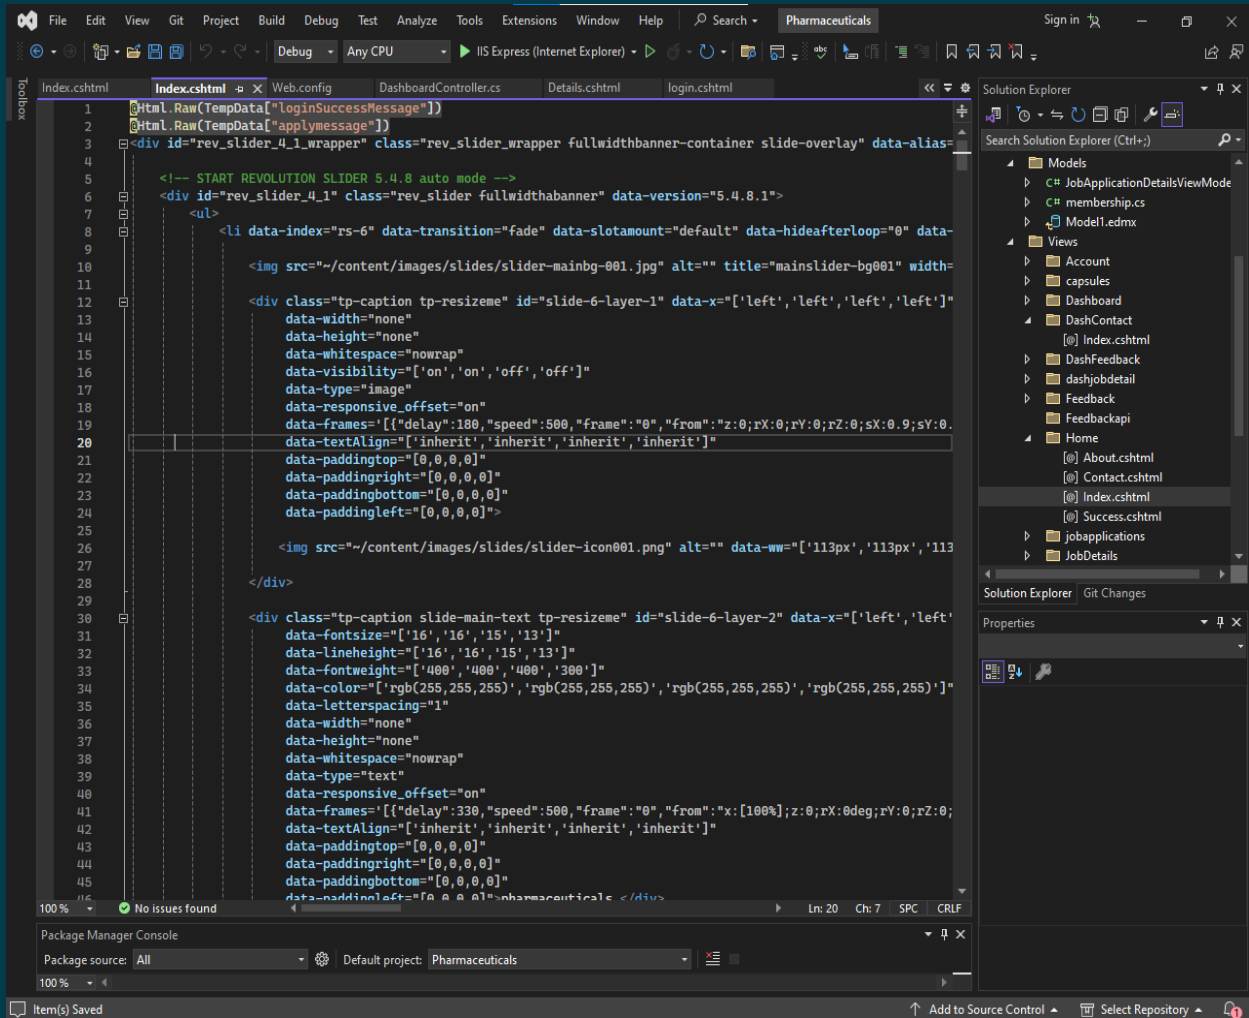 File Edit View Git Project Build Debug Test Analyze Tools Extensions Window Help Search Pharmaceuticals Sign in
Debug Any CPU IIS Express (Internet Explorer)
Toolbox
Index.cshtml Index.cshtml Web.config DashboardController.cs Details.cshtml login.cshtml
1 @Html.Raw(TempData["loginSuccessMessage"])
2 @Html.Raw(TempData["applymessage"])
3 <div id="rev_slider_4_1_wrapper" class="rev_slider_wrapper fullwidthbanner-container slide-overlay" data-alias=
4
5 <!-- START REVOLUTION SLIDER 5.4.8 auto mode -->
6 <div id="rev_slider_4_1" class="rev_slider fullwidthabanner" data-version="5.4.8.1">
7 <ul>
8 <li data-index="rs-6" data-transition="fade" data-slotamount="default" data-hideafterloop="0" data-
9
10 <img src="~/content/images/slides/slider-mainbg-001.jpg" alt="" title="mainslider-bg001" width=
11
12 <div class="tp-caption tp-resizeme" id="slide-6-layer-1" data-x="['left','left','left','left']"
13 data-width="none"
14 data-height="none"
15 data-whitespace="nowrap"
16 data-visibility="['on','on','off','off']"
17 data-type="image"
18 data-responsive_offset="on"
19 data-frames='[{"delay":180,"speed":500,"frame":"0","from":"z:0;rX:0;rY:0;rZ:0;sX:0.9;sY:0.
20 data-textAlign="['inherit','inherit','inherit','inherit']"
21 data-paddingtop="[0,0,0,0]"
22 data-paddingright="[0,0,0,0]"
23 data-paddingbottom="[0,0,0,0]"
24 data-paddingleft="[0,0,0,0]">
25
26 <img src="~/content/images/slides/slider-icon001.png" alt="" data-ww="['113px','113px','113
27
28 </div>
29
30 <div class="tp-caption slide-main-text tp-resizeme" id="slide-6-layer-2" data-x="['left','left'
31 data-fontsize="['16','16','15','13']"
32 data-lineheight="['16','16','15','13']"
33 data-fontweight="['400','400','400','300']"
34 data-color="['rgb(255,255,255)','rgb(255,255,255)','rgb(255,255,255)','rgb(255,255,255)']"
35 data-letterspacing="1"
36 data-width="none"
37 data-height="none"
38 data-whitespace="nowrap"
39 data-type="text"
40 data-responsive_offset="on"
41 data-frames='[{"delay":330,"speed":500,"frame":"0","from":"x:[100%];z:0;rX:0deg;rY:0;rZ:0;
42 data-textAlign="['inherit','inherit','inherit','inherit']"
43 data-paddingtop="[0,0,0,0]"
44 data-paddingright="[0,0,0,0]"
45 data-paddingbottom="[0,0,0,0]"
46 data-paddingleft="[0,0,0,0]">pharmaceuticals </div>
100 % No issues found Ln: 20 Ch: 7 SPC CRLF
Package Manager Console
Package source: All Default project: Pharmaceuticals
100 %
Solution Explorer
Search Solution Explorer (Ctrl+;)
Models
C# JobApplicationDetailsViewMode
C# membership.cs
Model1.edmx
Views
Account
capsules
Dashboard
DashContact
[@] Index.cshtml
DashFeedback
dashjobdetail
Feedback
Feedbackapi
Home
[@] About.cshtml
[@] Contact.cshtml
[@] Index.cshtml
[@] Success.cshtml
jobapplications
JobDetails
Solution Explorer Git Changes
Properties
Item(s) Saved Add to Source Control Select Repository 1